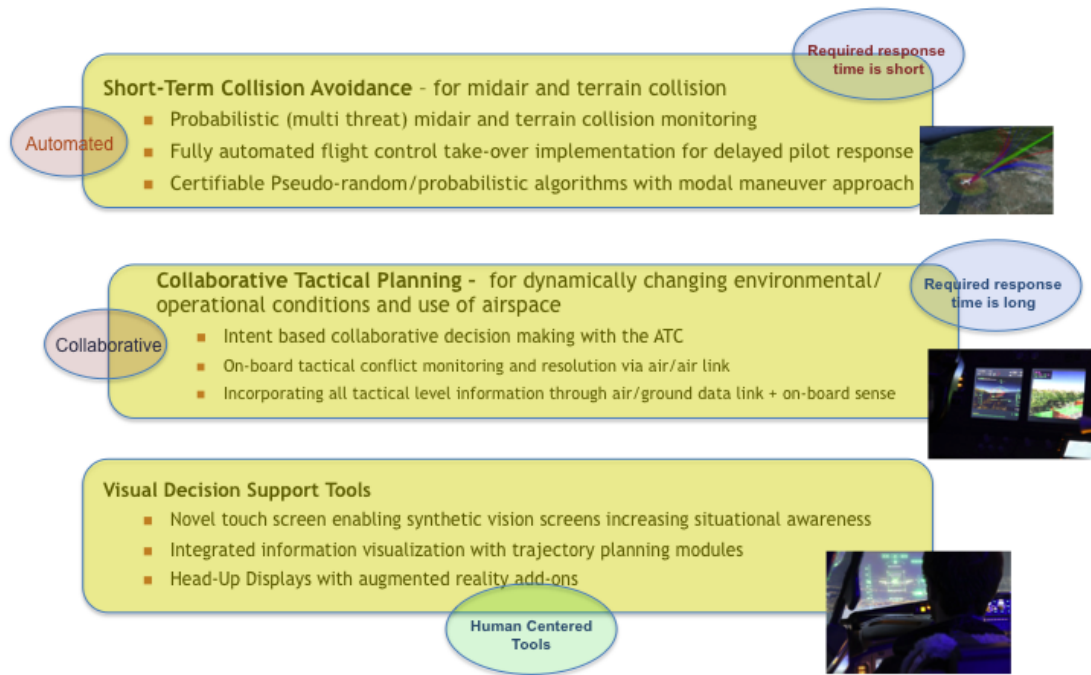 Required response
time is short
Short-Term Collision Avoidance - for midair and terrain collision
Automated
▪ Probabilistic (multi threat) midair and terrain collision monitoring
▪ Fully automated flight control take-over implementation for delayed pilot response
▪ Certifiable Pseudo-random/probabilistic algorithms with modal maneuver approach
Required response
time is long
Collaborative Tactical Planning - for dynamically changing environmental/
operational conditions and use of airspace
Collaborative
▪ Intent based collaborative decision making with the ATC
▪ On-board tactical conflict monitoring and resolution via air/air link
▪ Incorporating all tactical level information through air/ground data link + on-board sense
Visual Decision Support Tools
▪ Novel touch screen enabling synthetic vision screens increasing situational awareness
▪ Integrated information visualization with trajectory planning modules
▪ Head-Up Displays with augmented reality add-ons
Human Centered
Tools